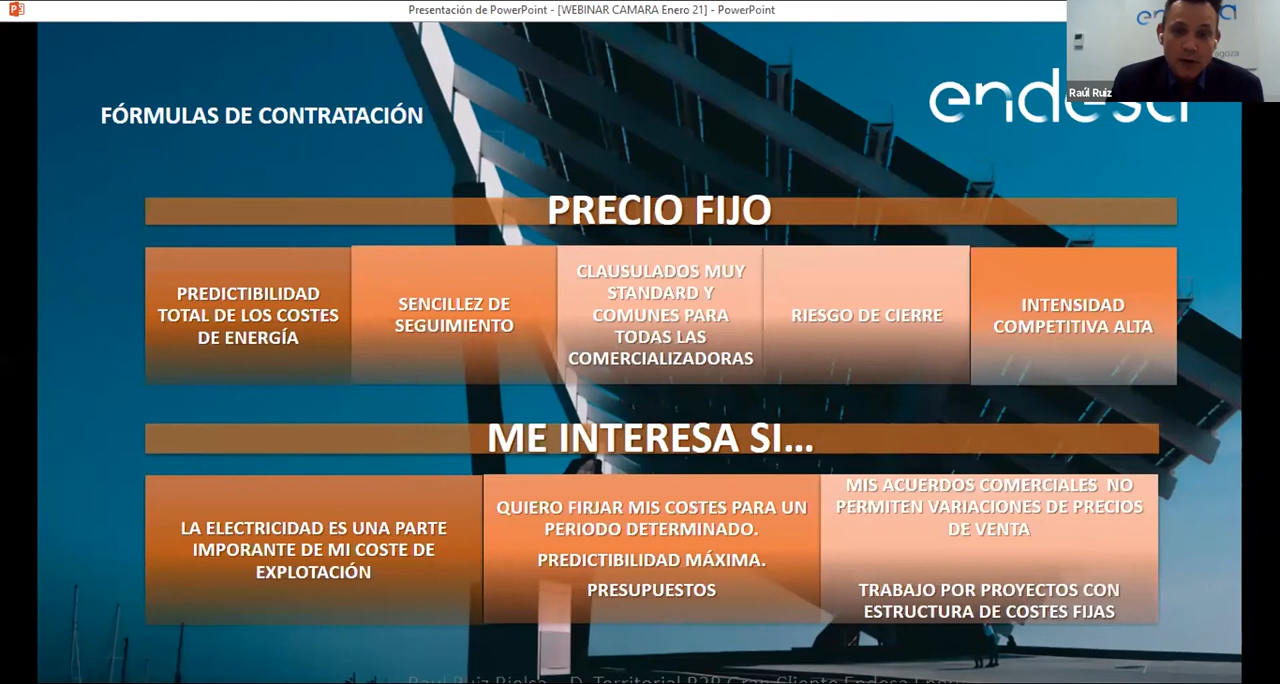 Presentación de PowerPoint - [WEBINAR CAMARA Enero 21] - PowerPoint
Raúl Ruiz
endesa
FÓRMULAS DE CONTRATACIÓN
PRECIO FIJO
PREDICTIBILIDAD
TOTAL DE LOS COSTES
DE ENERGÍA
SENCILLEZ DE
SEGUIMIENTO
CLAUSULADOS MUY
STANDARD Y
COMUNES PARA
TODAS LAS
COMERCIALIZADORAS
RIESGO DE CIERRE
INTENSIDAD
COMPETITIVA ALTA
ME INTERESA SI...
LA ELECTRICIDAD ES UNA PARTE
IMPORANTE DE MI COSTE DE
EXPLOTACIÓN
QUIERO FIRJAR MIS COSTES PARA UN
PERIODO DETERMINADO.
PREDICTIBILIDAD MÁXIMA.
PRESUPUESTOS
MIS ACUERDOS COMERCIALES NO
PERMITEN VARIACIONES DE PRECIOS
DE VENTA
TRABAJO POR PROYECTOS CON
ESTRUCTURA DE COSTES FIJAS